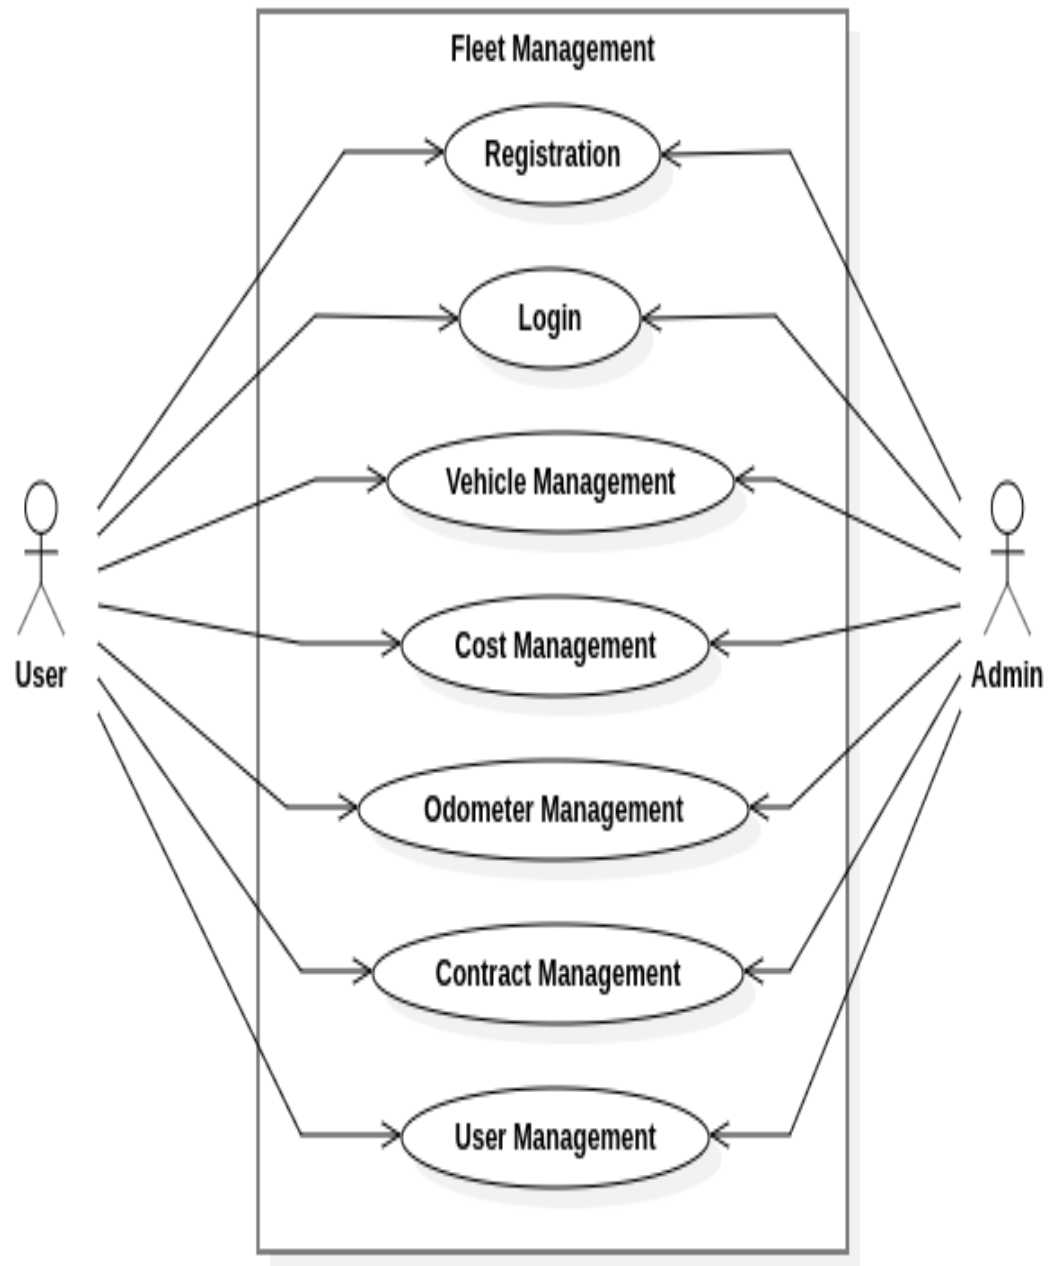 Fleet Management
Registration
Login
Vehicle Management
Cost Management
User
Admin
Odometer Management
Contract Management
User Management